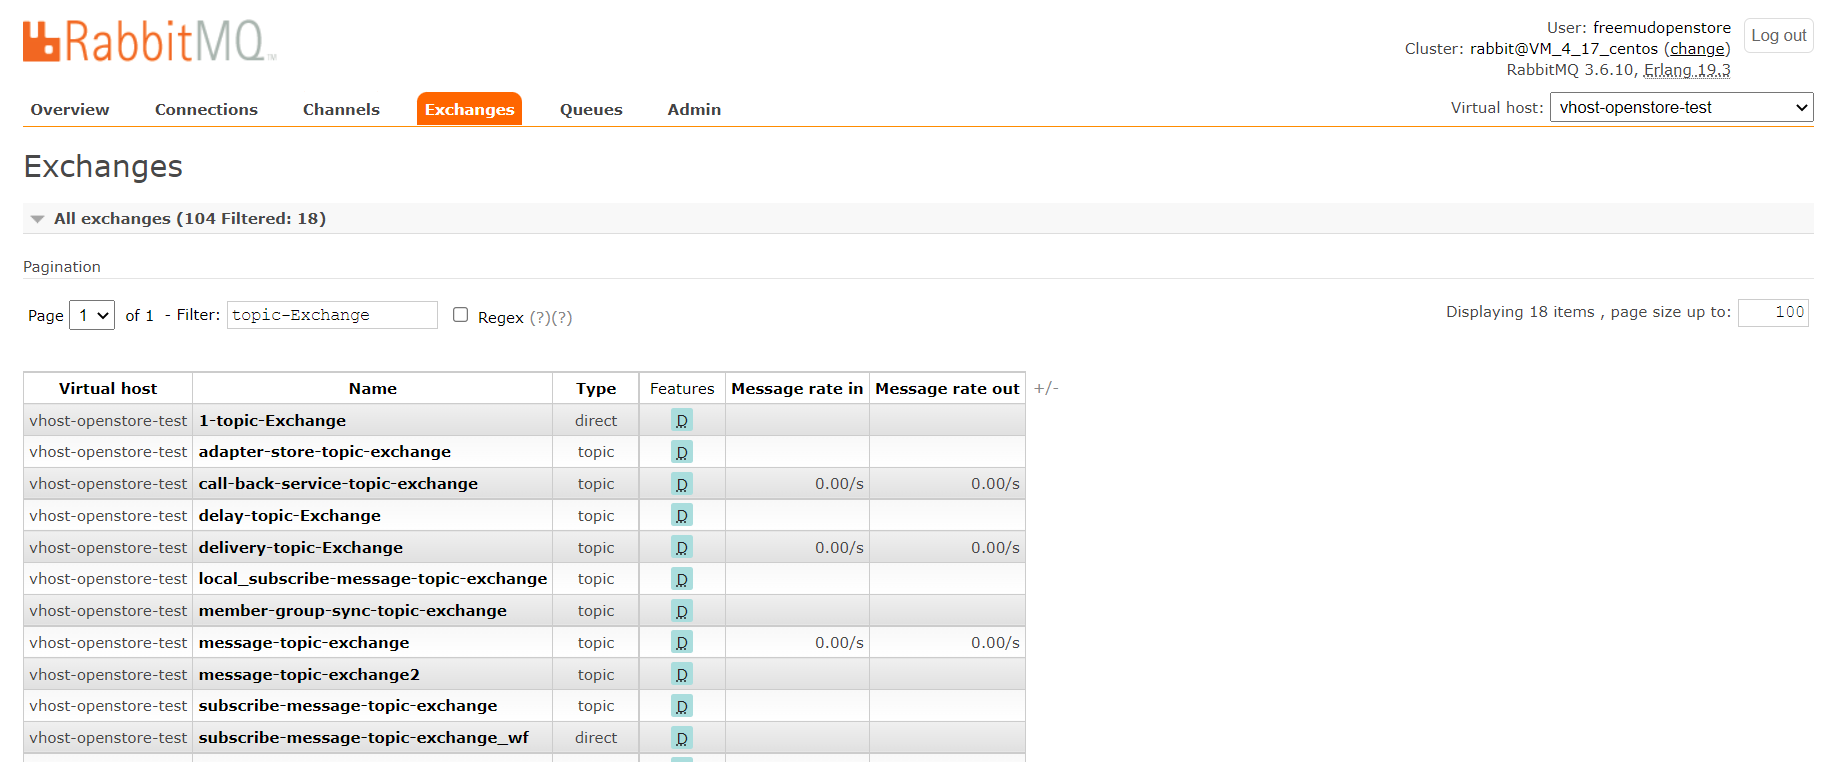 RabbitMQ™
User: freemudopenstore
Log out
Cluster: rabbit@VM_4_17_centos (change)
RabbitMQ 3.6.10, Erlang 19.3
Overview Connections Channels Exchanges Queues Admin
Virtual host: vhost-openstore-test
Exchanges
All exchanges (104 Filtered: 18)
Pagination
Page 1 of 1 - Filter: topic-Exchange Regex (?)(?)
Displaying 18 items , page size up to: 100
Virtual host Name Type Features Message rate in Message rate out +/-
vhost-openstore-test 1-topic-Exchange direct D
vhost-openstore-test adapter-store-topic-exchange topic D
vhost-openstore-test call-back-service-topic-exchange topic D 0.00/s 0.00/s
vhost-openstore-test delay-topic-Exchange topic D
vhost-openstore-test delivery-topic-Exchange topic D 0.00/s 0.00/s
vhost-openstore-test local_subscribe-message-topic-exchange topic D
vhost-openstore-test member-group-sync-topic-exchange topic D
vhost-openstore-test message-topic-exchange topic D 0.00/s 0.00/s
vhost-openstore-test message-topic-exchange2 topic D
vhost-openstore-test subscribe-message-topic-exchange topic D
vhost-openstore-test subscribe-message-topic-exchange_wf direct D